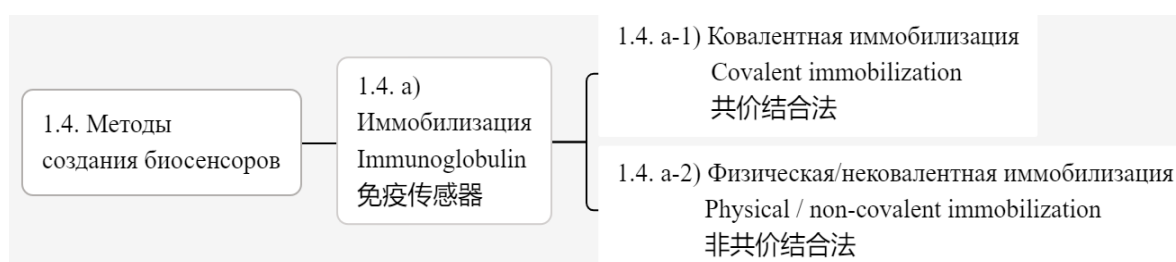 1.4. Методы
создания биосенсоров
1.4. а)
Иммобилизация
Immunoglobulin
免疫传感器
1.4. а-1) Ковалентная иммобилизация
Covalent immobilization
共价结合法
1.4. а-2) Физическая/нековалентная иммобилизация
Physical / non-covalent immobilization
非共价结合法